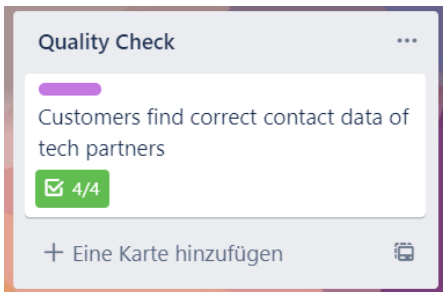 Quality Check
Customers find correct contact data of
tech partners
4/4
+ Eine Karte hinzufügen